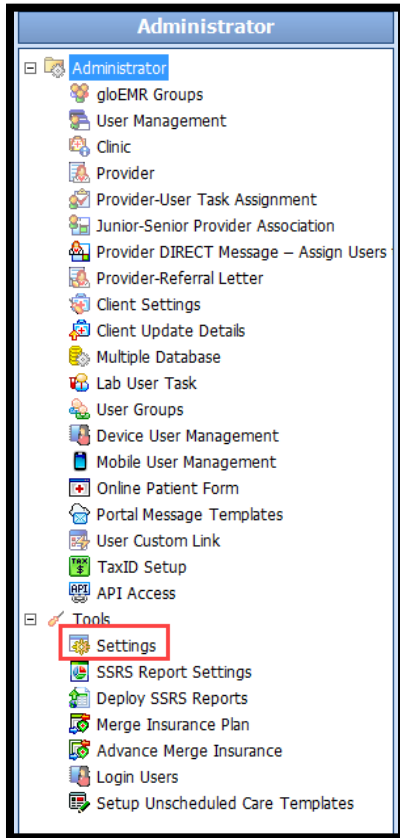 Administrator
Administrator
gloEMR Groups
User Management
Clinic
Provider
Provider-User Task Assignment
Junior-Senior Provider Association
Provider DIRECT Message – Assign Users
Provider-Referral Letter
Client Settings
Client Update Details
Multiple Database
Lab User Task
User Groups
Device User Management
Mobile User Management
Online Patient Form
Portal Message Templates
User Custom Link
TAX
$
TaxID Setup
API
API Access
Tools
Settings
SSRS Report Settings
Deploy SSRS Reports
Merge Insurance Plan
Advance Merge Insurance
Login Users
Setup Unscheduled Care Templates